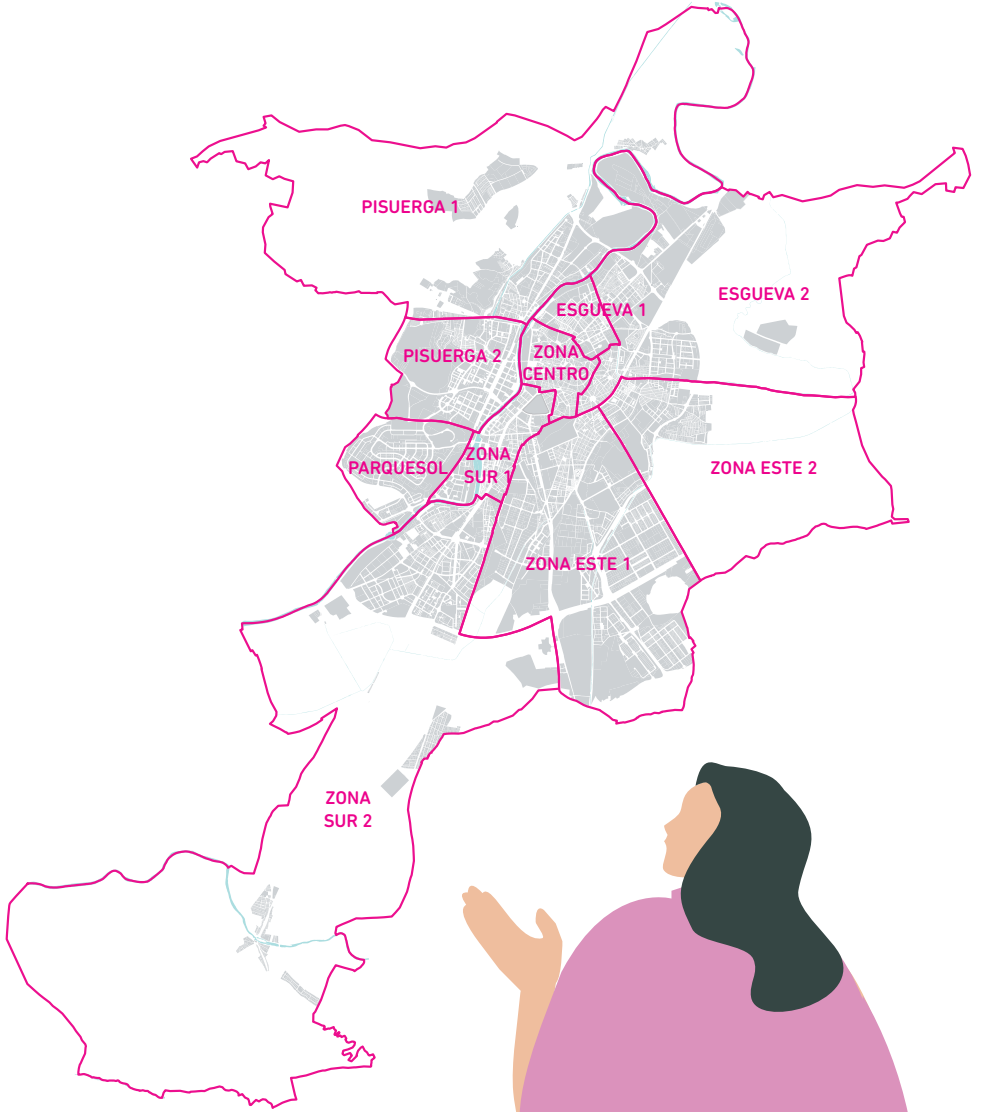 PISUERGA 1
ESGUEVA 2
ESGUEVA 1
PISUERGA 2
ZONA
CENTRO
PARQUESOL
ZONA
SUR 1
ZONA ESTE 2
ZONA ESTE 1
ZONA
SUR 2